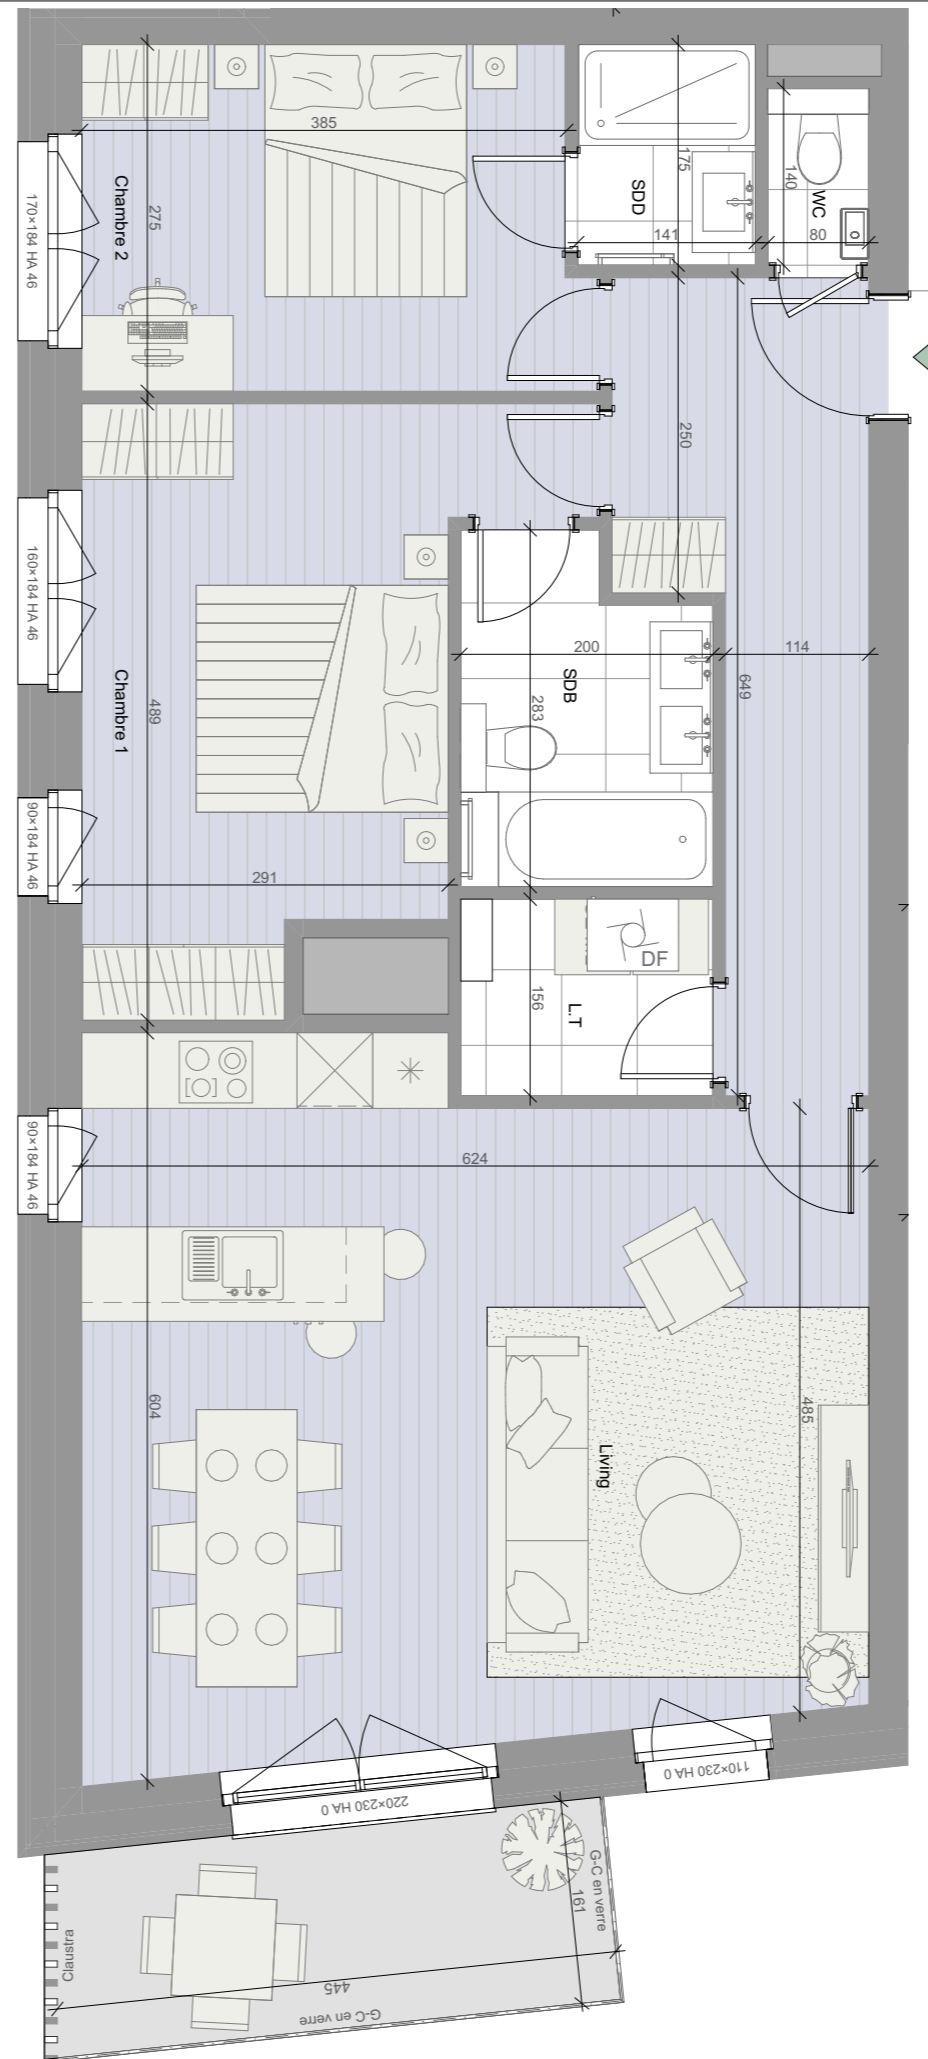 385
175
SDD
141
140
WC
80
170×184 HA 46
Chambre 2
275
250
160×184 HA 46
Chambre 1
489
200
SDB
283
649
114
90×184 HA 46
291
DF
156
L.T
90×184 HA 46
624
604
Living
485
220×230 HA 0
110×230 HA 0
G-C en verre
161
Claustra
445
G-C en verre